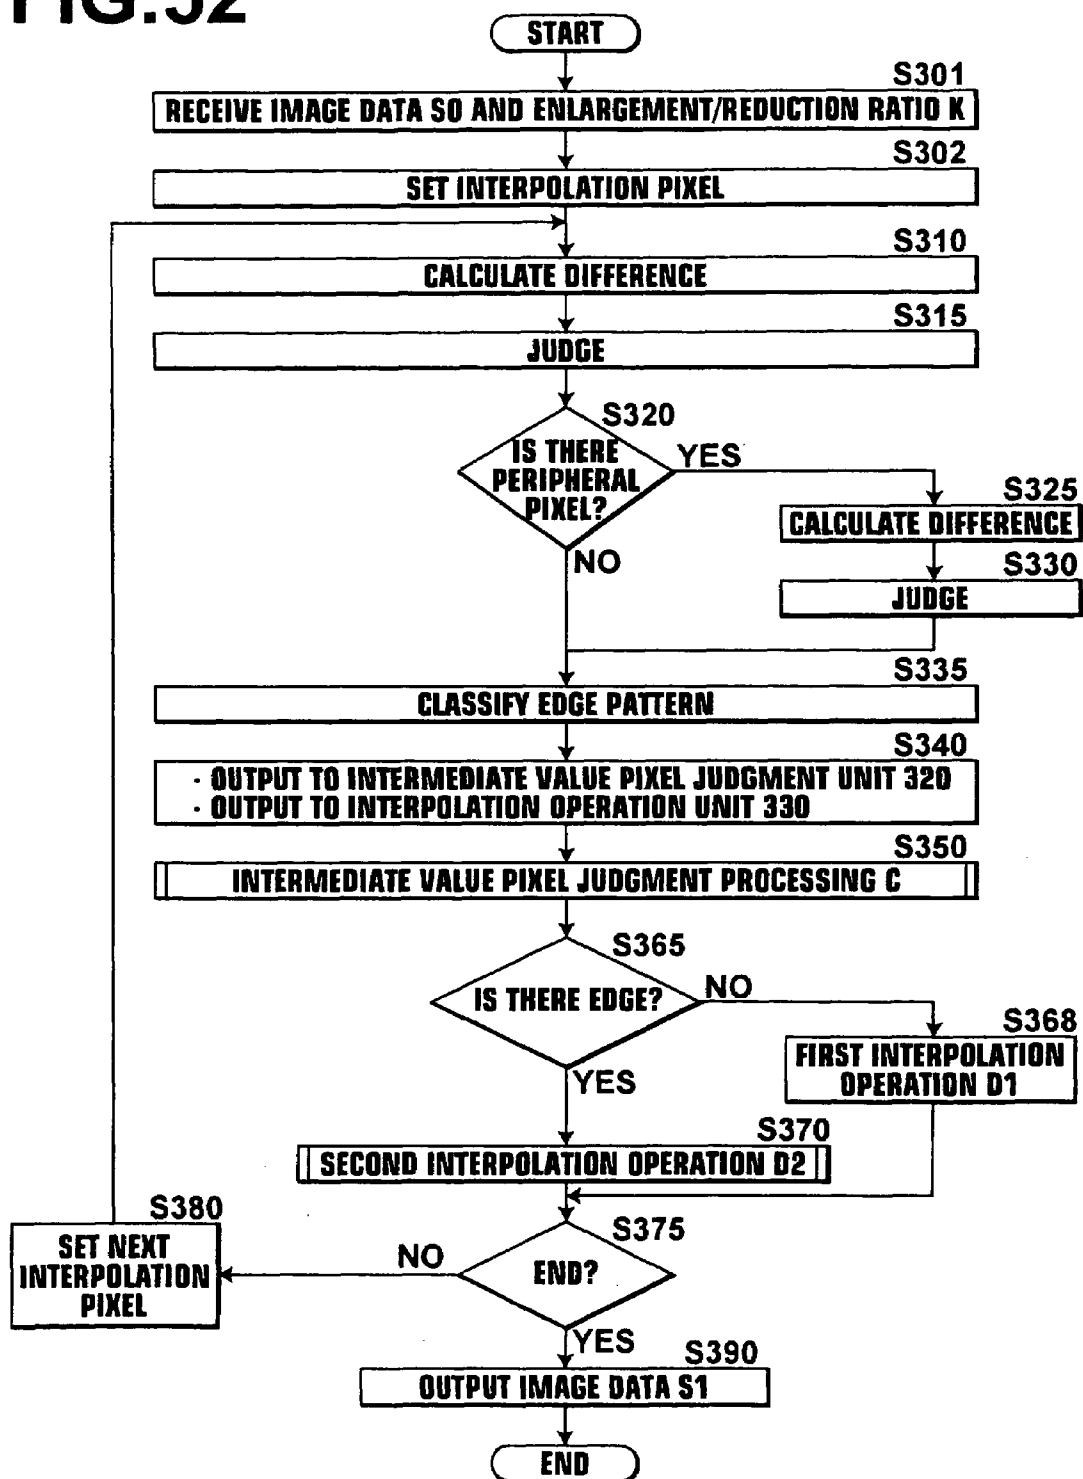 FIG.52
START
S301
RECEIVE IMAGE DATA S0 AND ENLARGEMENT/REDUCTION RATIO K
S302
SET INTERPOLATION PIXEL
S310
CALCULATE DIFFERENCE
S315
JUDGE
S320
IS THERE
PERIPHERAL
PIXEL?
YES
NO
S325
CALCULATE DIFFERENCE
S330
JUDGE
S335
CLASSIFY EDGE PATTERN
S340
· OUTPUT TO INTERMEDIATE VALUE PIXEL JUDGMENT UNIT 320
· OUTPUT TO INTERPOLATION OPERATION UNIT 330
S350
INTERMEDIATE VALUE PIXEL JUDGMENT PROCESSING C
S365
IS THERE EDGE?
NO
YES
S368
FIRST INTERPOLATION
OPERATION D1
S370
SECOND INTERPOLATION OPERATION D2
S375
END?
NO
S380
SET NEXT
INTERPOLATION
PIXEL
YES
S390
OUTPUT IMAGE DATA S1
END